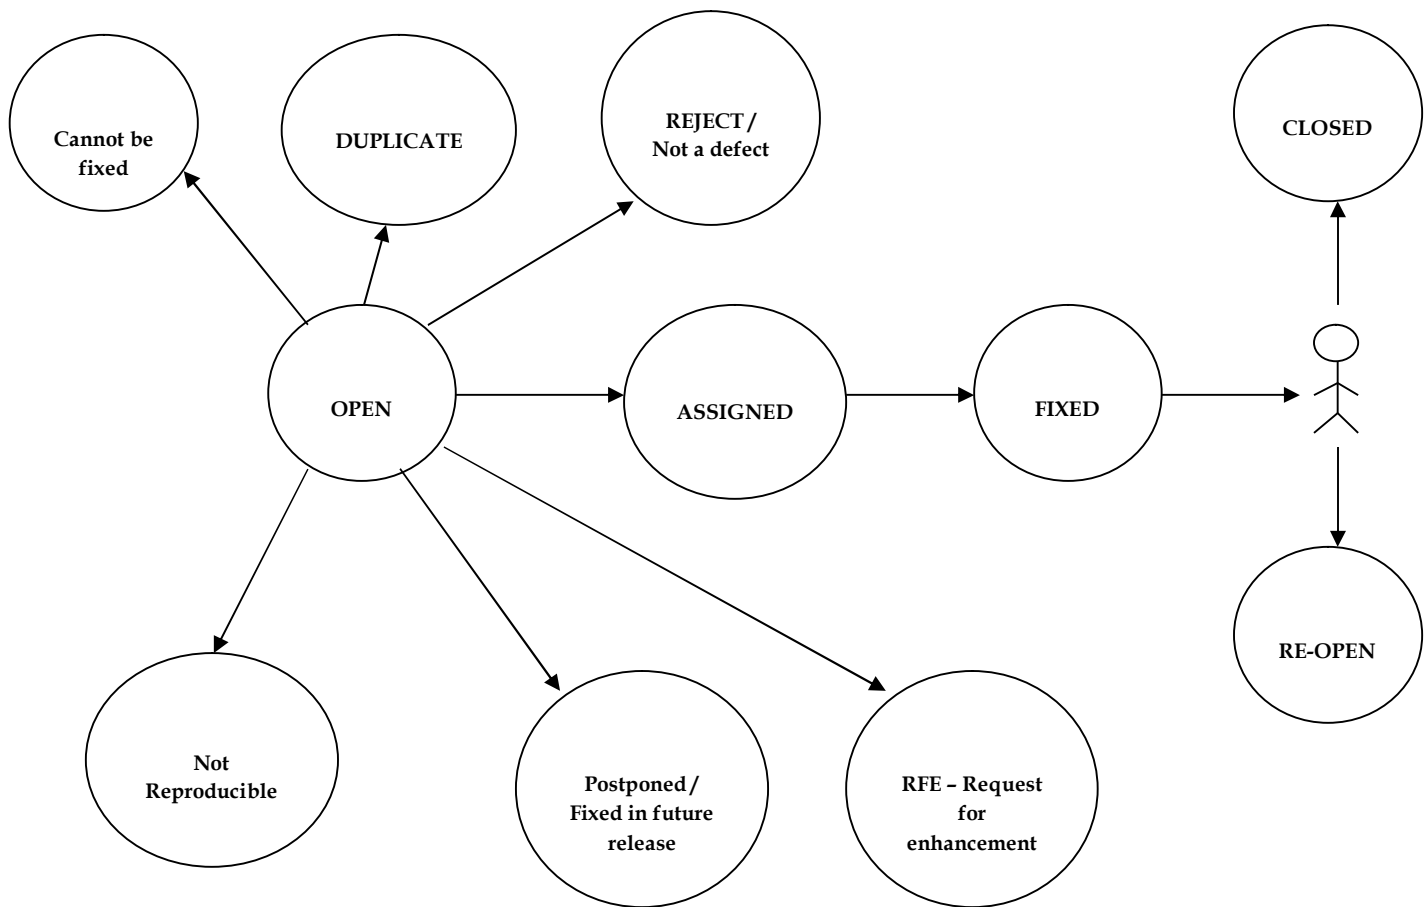 Cannot be
fixed
DUPLICATE
REJECT/
Not a defect
CLOSED
OPEN
ASSIGNED
FIXED
RE-OPEN
Not
Reproducible
Postponed/
Fixed in future
release
RFE – Request
for
enhancement